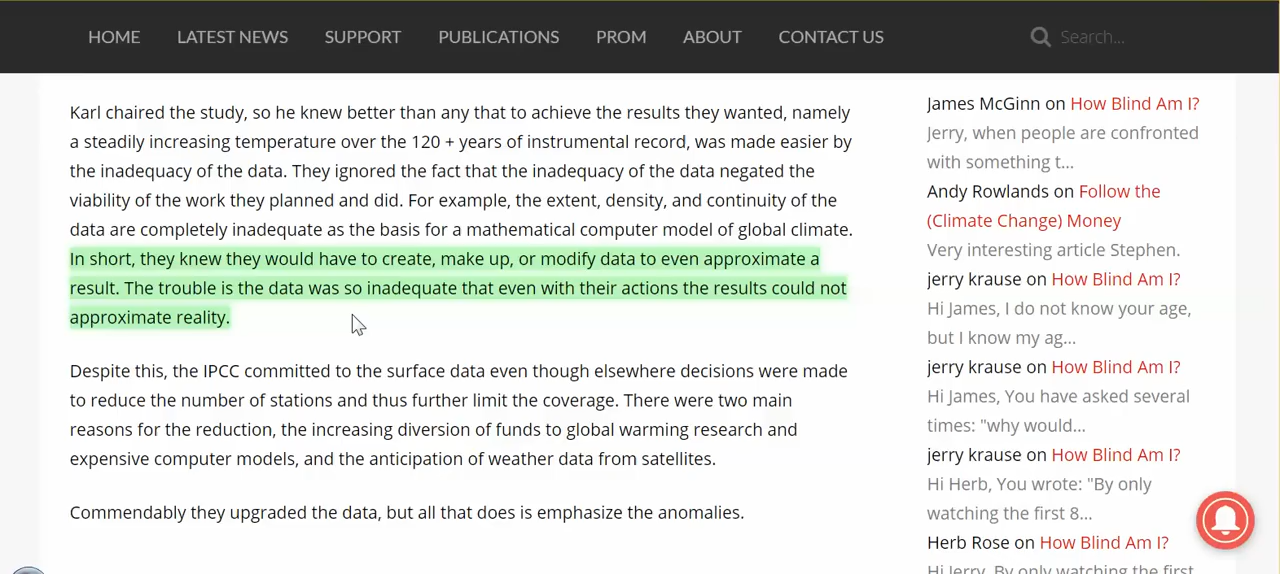 HOME LATEST NEWS SUPPORT PUBLICATIONS PROM ABOUT CONTACT US Search...
Karl chaired the study, so he knew better than any that to achieve the results they wanted, namely
a steadily increasing temperature over the 120 + years of instrumental record, was made easier by
the inadequacy of the data. They ignored the fact that the inadequacy of the data negated the
viability of the work they planned and did. For example, the extent, density, and continuity of the
data are completely inadequate as the basis for a mathematical computer model of global climate.
In short, they knew they would have to create, make up, or modify data to even approximate a
result. The trouble is the data was so inadequate that even with their actions the results could not
approximate reality.
Despite this, the IPCC committed to the surface data even though elsewhere decisions were made
to reduce the number of stations and thus further limit the coverage. There were two main
reasons for the reduction, the increasing diversion of funds to global warming research and
expensive computer models, and the anticipation of weather data from satellites.
Commendably they upgraded the data, but all that does is emphasize the anomalies.
James McGinn on How Blind Am I?
Jerry, when people are confronted
with something t...
Andy Rowlands on Follow the
(Climate Change) Money
Very interesting article Stephen.
jerry krause on How Blind Am I?
Hi James, I do not know your age,
but I know my ag...
jerry krause on How Blind Am I?
Hi James, You have asked several
times: "why would...
jerry krause on How Blind Am I?
Hi Herb, You wrote: "By only
watching the first 8...
Herb Rose on How Blind Am I?
Hi Jerry, By only watching the first